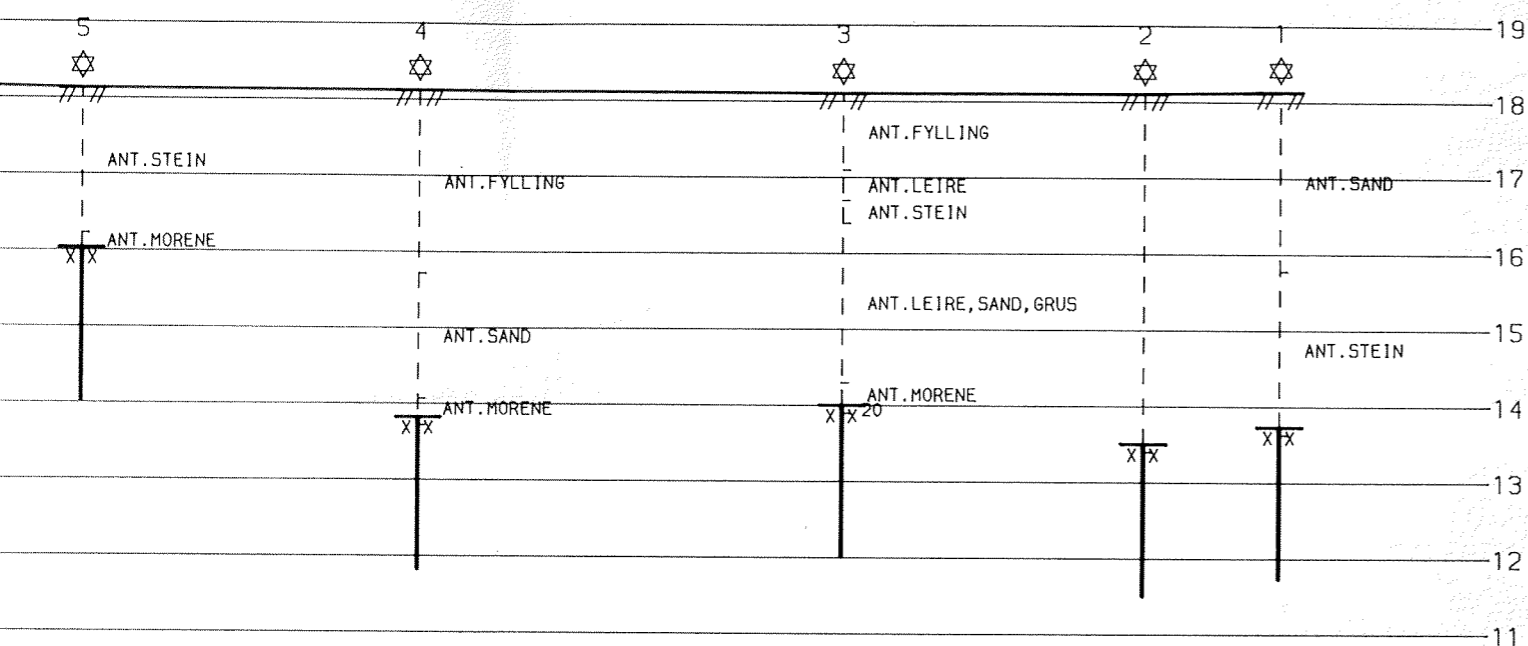 5 4 3 2 1 19
18
ANT.FYLLING
ANT.STEIN
ANT.FYLLING
ANT.LEIRE
ANT.SAND
17
ANT.STEIN
ANT.MORENE
16
ANT.LEIRE,SAND,GRUS
15
ANT.SAND
ANT.STEIN
ANT.MORENE
14
ANT.MORENE
20
X X
X X
X X
X X
X X
13
12
11